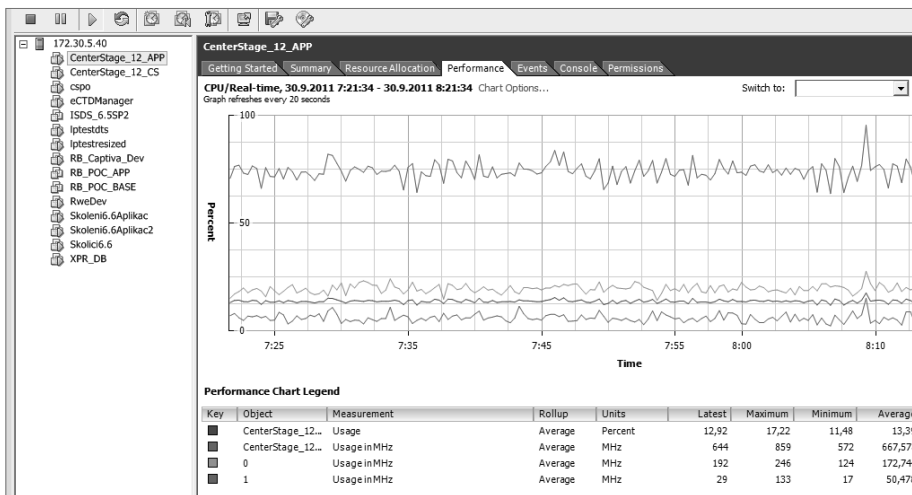 172.30.5.40
CenterStage_12_APP
CenterStage_12_CS
cspo
eCTDManager
ISDS_6.5SP2
lptestdts
lptestresized
RB_Captiva_Dev
RB_POC_APP
RB_POC_BASE
RweDev
Skoleni6.6Aplikac
Skoleni6.6Aplikac2
Skolici6.6
XPR_DB
CenterStage_12_APP
Getting Started Summary Resource Allocation Performance Events Console Permissions
CPU/Real-time, 30.9.2011 7:21:34 - 30.9.2011 8:21:34 Chart Options... Switch to:
Graph refreshes every 20 seconds
100
Percent
50
0
7:25 7:35 7:45 7:55 8:00 8:10
Time
Performance Chart Legend
Key Object Measurement Rollup Units Latest Maximum Minimum Average
CenterStage_12... Usage Average Percent 12,92 17,22 11,48 13,39
CenterStage_12... Usage in MHz Average MHz 644 859 572 667,57
0 Usage in MHz Average MHz 192 246 124 172,74
1 Usage in MHz Average MHz 29 133 17 50,47